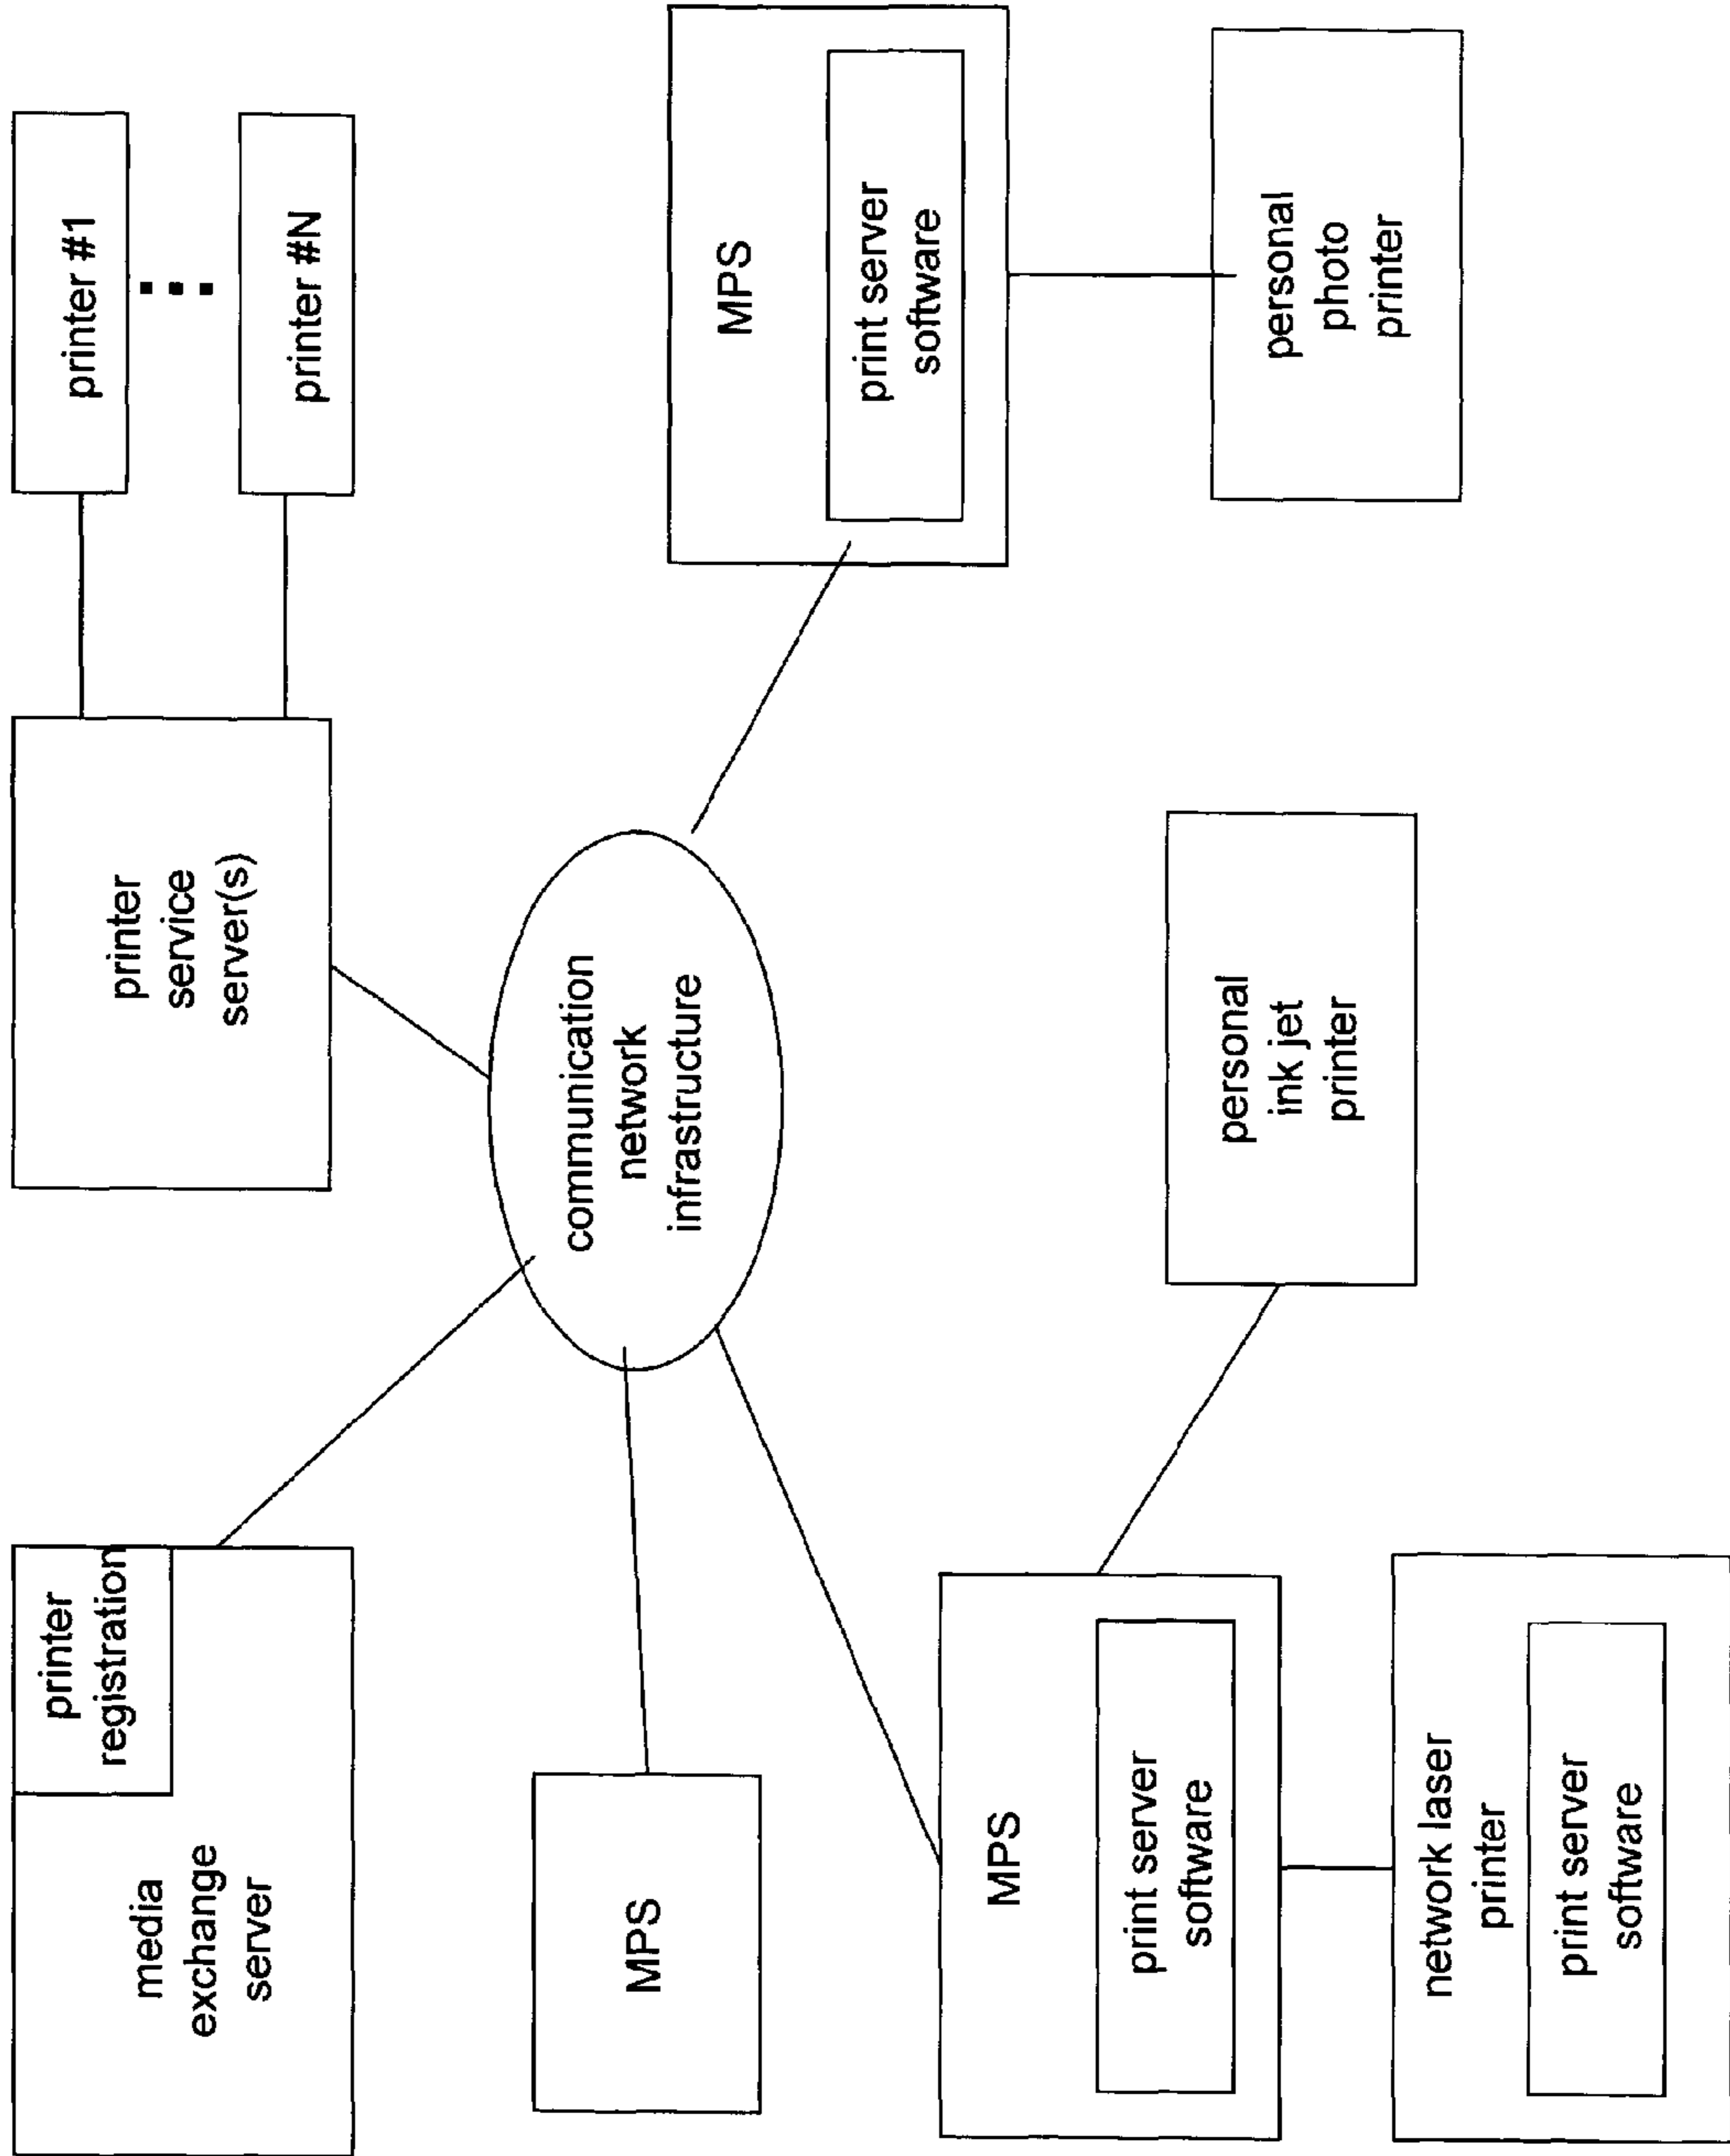 media
exchange
server
printer
registration
printer
service
server(s)
printer #1
printer #N
communication
network
infrastructure
MPS
MPS
print server
software
network laser
printer
print server
software
personal
ink jet
printer
MPS
print server
software
personal
photo
printer